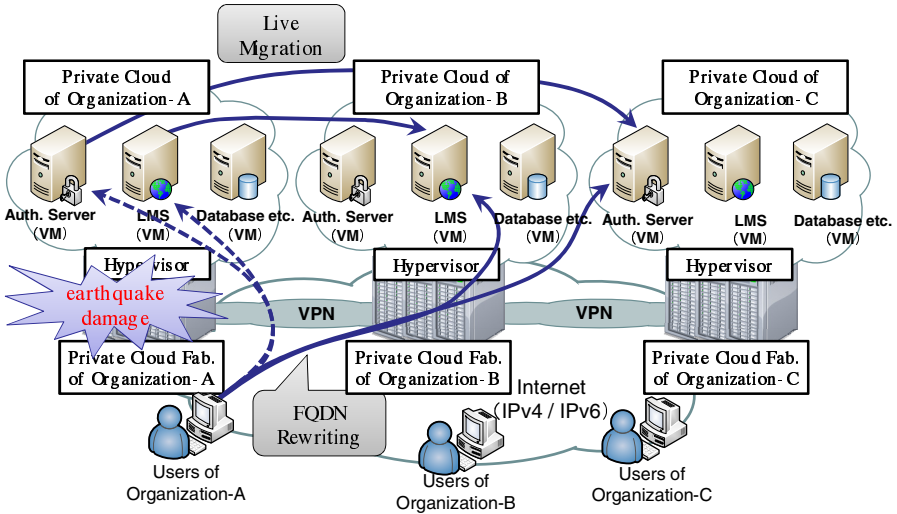 Live
Migration
Private Cloud
of Organization- A
Private Cloud of
Organization- B
Private Cloud of
Organization- C
Auth. Server
(VM)
LMS
(VM)
Database etc.
(VM)
Auth. Server
(VM)
LMS
(VM)
Database etc.
(VM)
Auth. Server
(VM)
LMS
(VM)
Database etc.
(VM)
Hypervisor
Hypervisor
Hypervisor
earthquake
damage
VPN
VPN
Private Cloud Fab.
of Organization- A
Private Cloud Fab.
of Organization- B
Private Cloud Fab.
of Organization- C
FQDN
Rewriting
Internet
(IPv4 / IPv6)
Users of
Organization-A
Users of
Organization-B
Users of
Organization-C